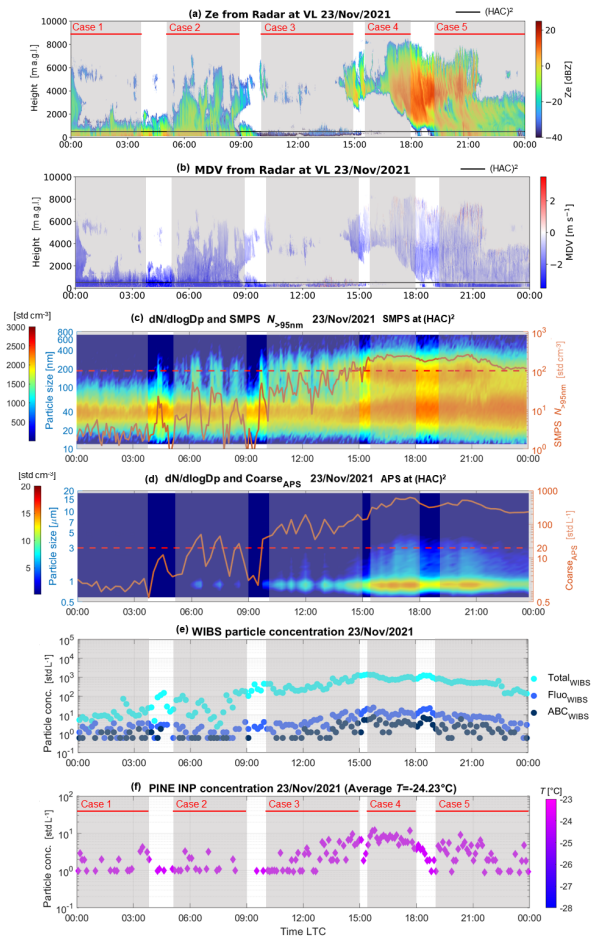 (a) Ze from Radar at VL 23/Nov/2021
(HAC)²
Case 1
Case 2
Case 3
Case 4
Case 5
Height [m a.g.l.]
10000
8000
6000
4000
2000
0
00:00 03:00 06:00 09:00 12:00 15:00 18:00 21:00 00:00
20
0
−20
−40
Ze [dBZ]
(b) MDV from Radar at VL 23/Nov/2021
(HAC)²
Height [m a.g.l.]
10000
8000
6000
4000
2000
0
00:00 03:00 06:00 09:00 12:00 15:00 18:00 21:00 00:00
2
0
−2
MDV [m s⁻¹]
(c) dN/dlogDp and SMPS N>95nm 23/Nov/2021 SMPS at (HAC)²
[std cm⁻³]
3000
2500
2000
1500
1000
500
Particle size [nm]
800
600
400
200
100
40
20
10
00:00 03:00 06:00 09:00 12:00 15:00 18:00 21:00 00:00
10³
10²
10¹
10⁰
SMPS N>95nm [std cm⁻³]
(d) dN/dlogDp and CoarseAPS 23/Nov/2021 APS at (HAC)²
[std cm⁻³]
20
15
10
5
0
Particle size [μm]
20
15
10
7
5
3
1
0.5
00:00 03:00 06:00 09:00 12:00 15:00 18:00 21:00 00:00
1000
100
20
10
1
0.1
CoarseAPS [std L⁻¹]
(e) WIBS particle concentration 23/Nov/2021
Particle conc. [std L⁻¹]
10⁵
10⁴
10³
10²
10¹
10⁰
10⁻¹
00:00 03:00 06:00 09:00 12:00 15:00 18:00 21:00 00:00
TotalWIBS
FluoWIBS
ABCWIBS
(f) PINE INP concentration 23/Nov/2021 (Average T=-24.23°C)
Case 1
Case 2
Case 3
Case 4
Case 5
Particle conc. [std L⁻¹]
10²
10¹
10⁰
10⁻¹
00:00 03:00 06:00 09:00 12:00 15:00 18:00 21:00 00:00
Time LTC
T [°C]
-23
-24
-25
-26
-27
-28